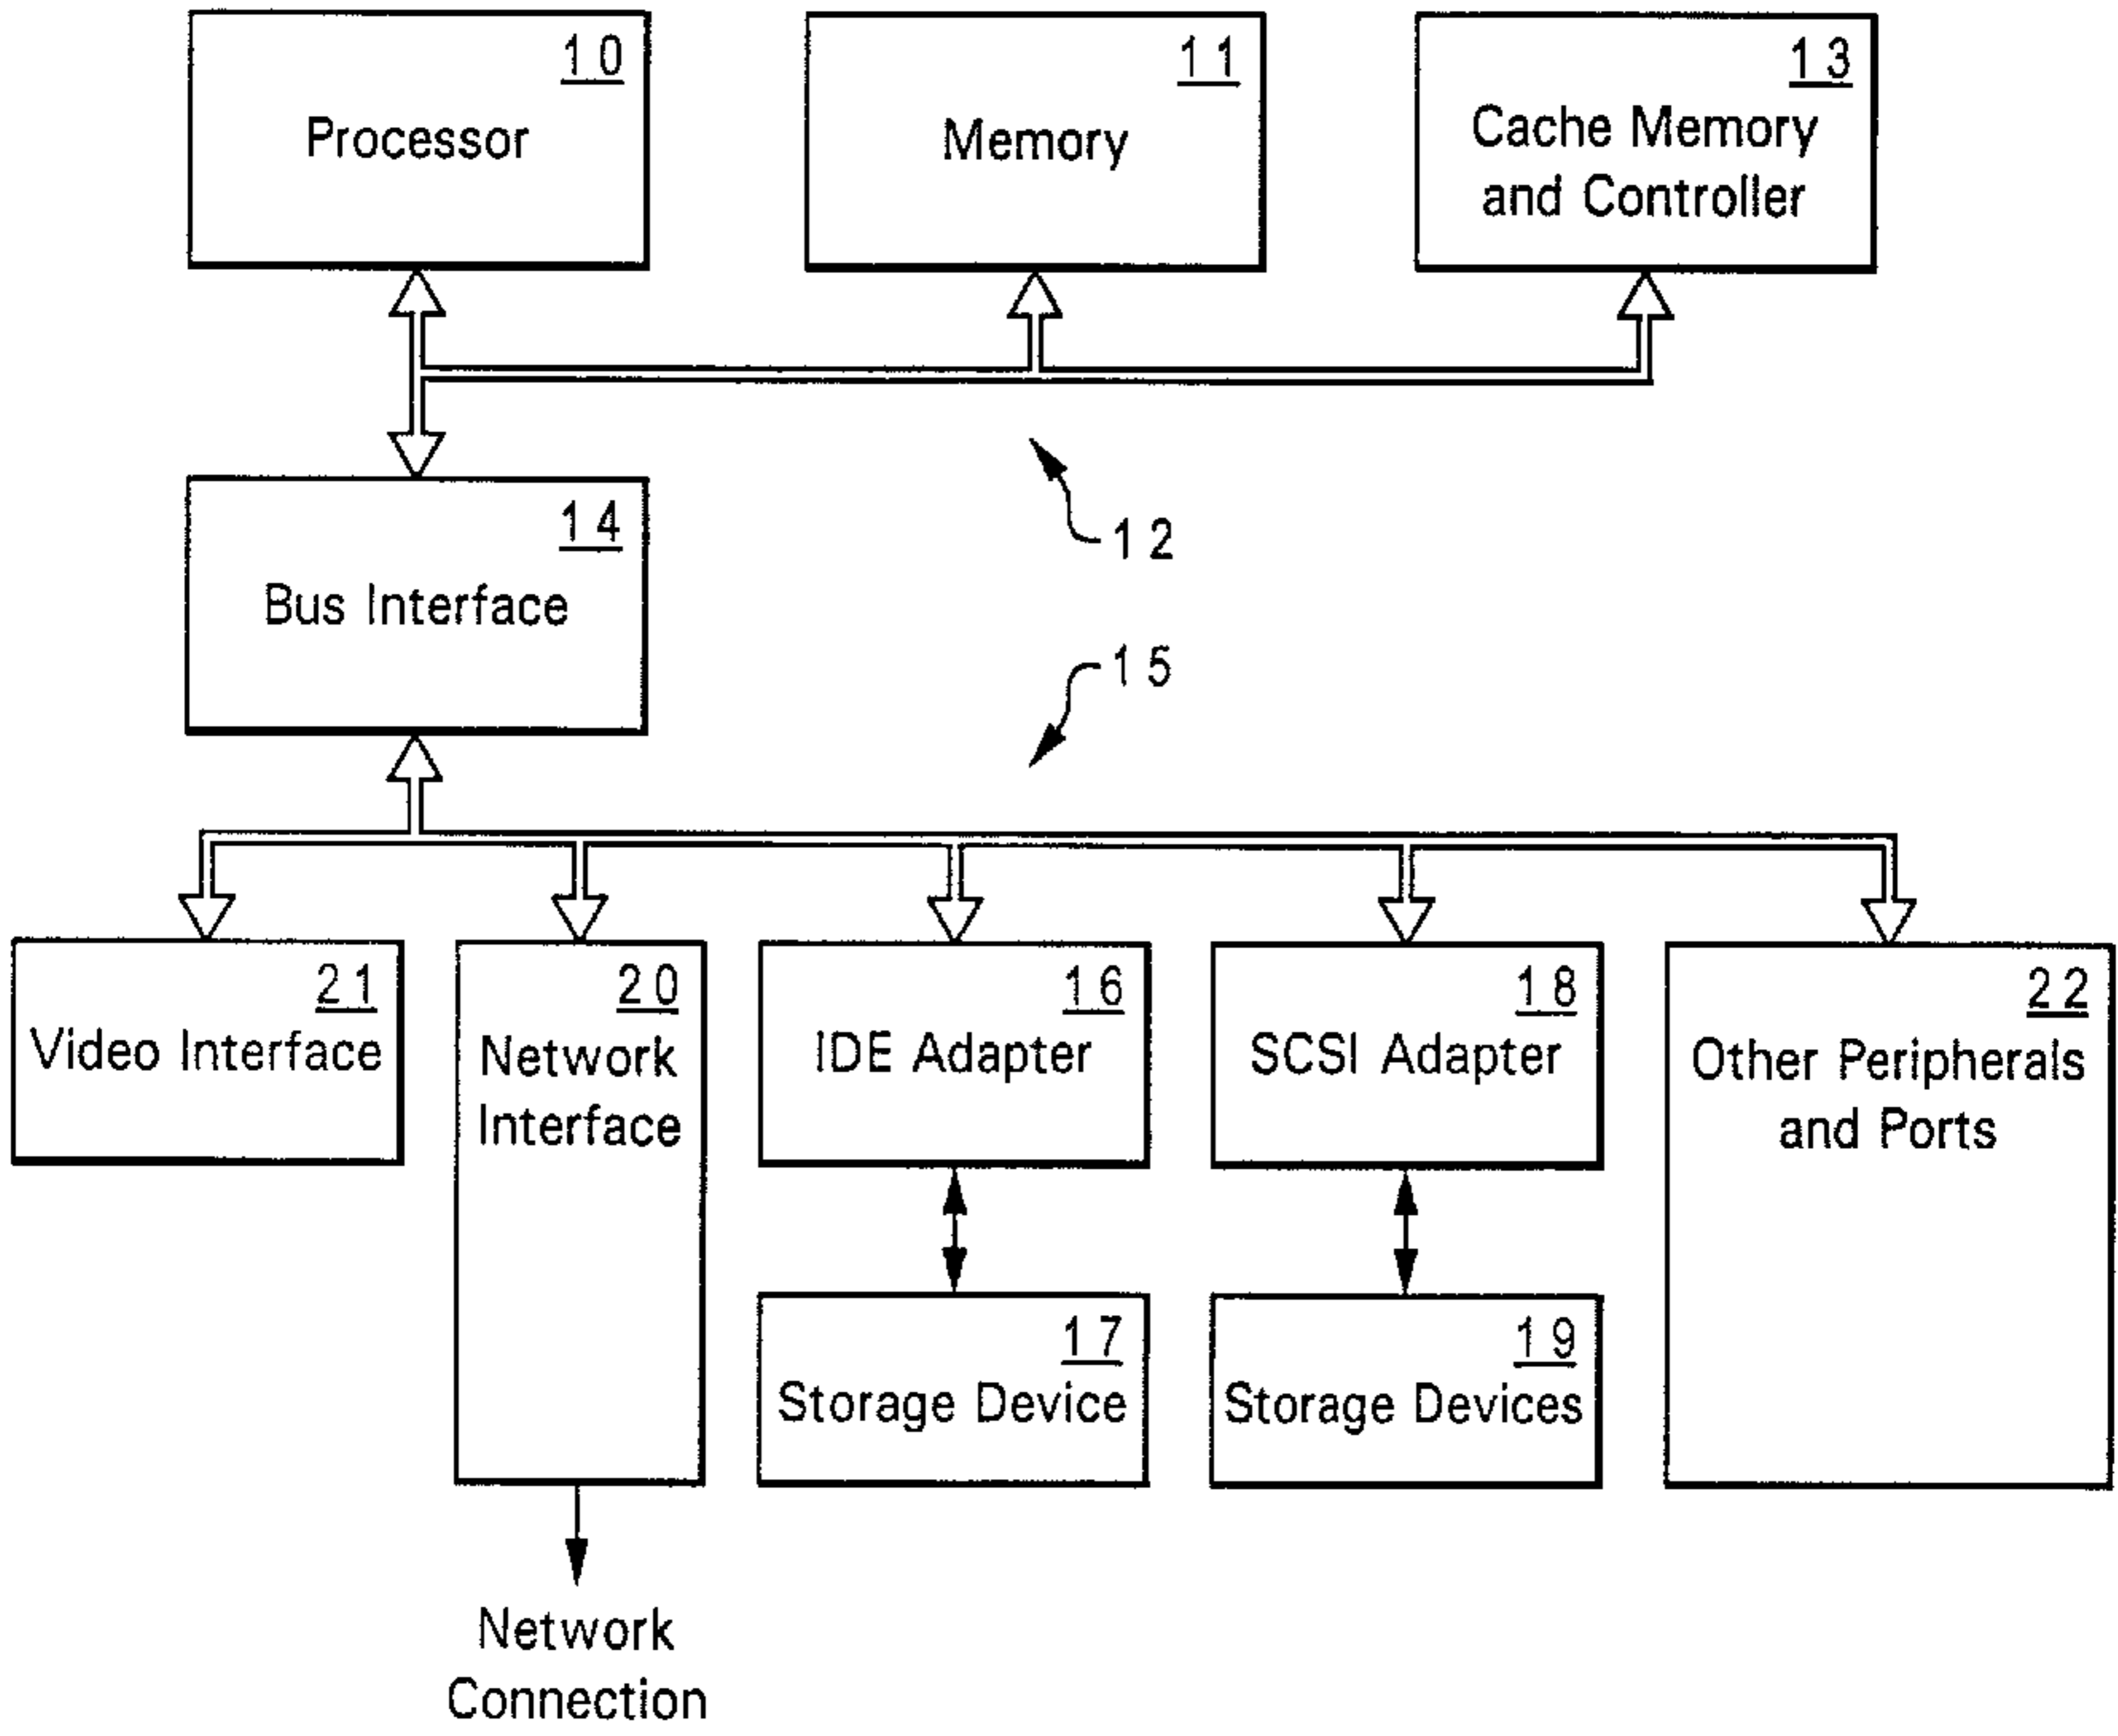 10
Processor
11
Memory
13
Cache Memory
and Controller
12
14
Bus Interface
15
21
Video Interface
20
Network
Interface
16
IDE Adapter
18
SCSI Adapter
22
Other Peripherals
and Ports
17
Storage Device
19
Storage Devices
Network
Connection